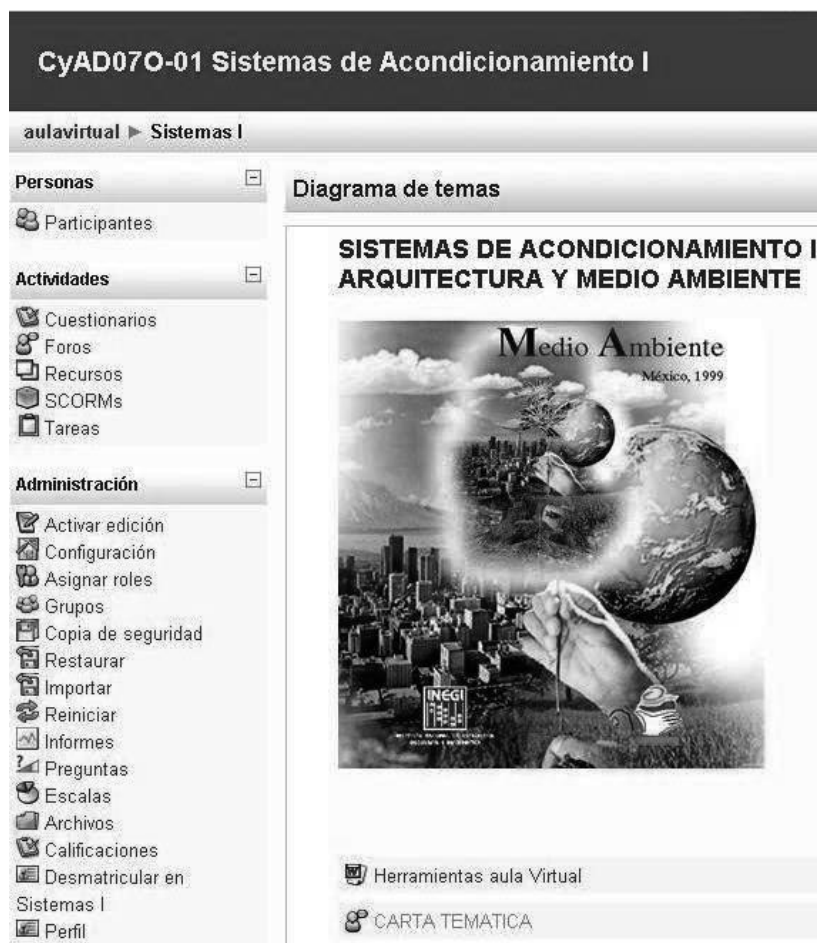 CyAD07O-01 Sistemas de Acondicionamiento I
aulavirtual ► Sistemas I
Personas
Participantes
Actividades
Cuestionarios
Foros
Recursos
SCORMs
Tareas
Administración
Activar edición
Configuración
Asignar roles
Grupos
Copia de seguridad
Restaurar
Importar
Reiniciar
Informes
Preguntas
Escalas
Archivos
Calificaciones
Desmatricular en
Sistemas I
Perfil
Diagrama de temas
SISTEMAS DE ACONDICIONAMIENTO I
ARQUITECTURA Y MEDIO AMBIENTE
Medio Ambiente
México, 1999
INEGI
Herramientas aula Virtual
CARTA TEMATICA